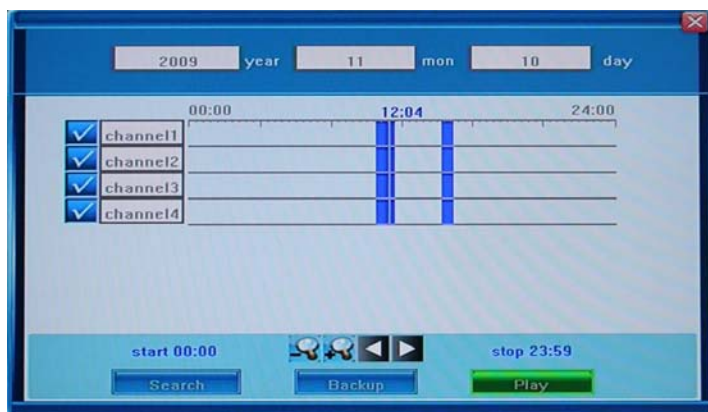 2009 year 11 mon 10 day
00:00 12:04 24:00
channel1
channel2
channel3
channel4
start 00:00 stop 23:59
Search Backup Play